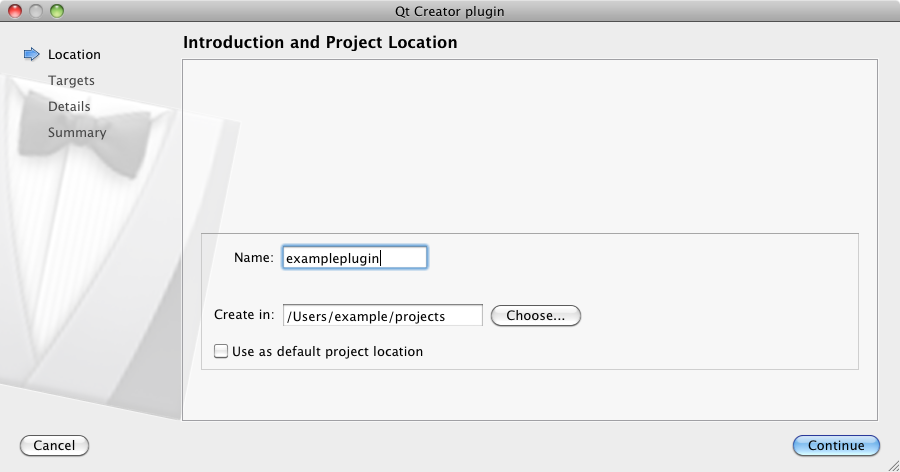 Qt Creator plugin
Location
Targets
Details
Summary
Introduction and Project Location
Name: exampleplugin
Create in: /Users/example/projects Choose...
Use as default project location
Cancel Continue